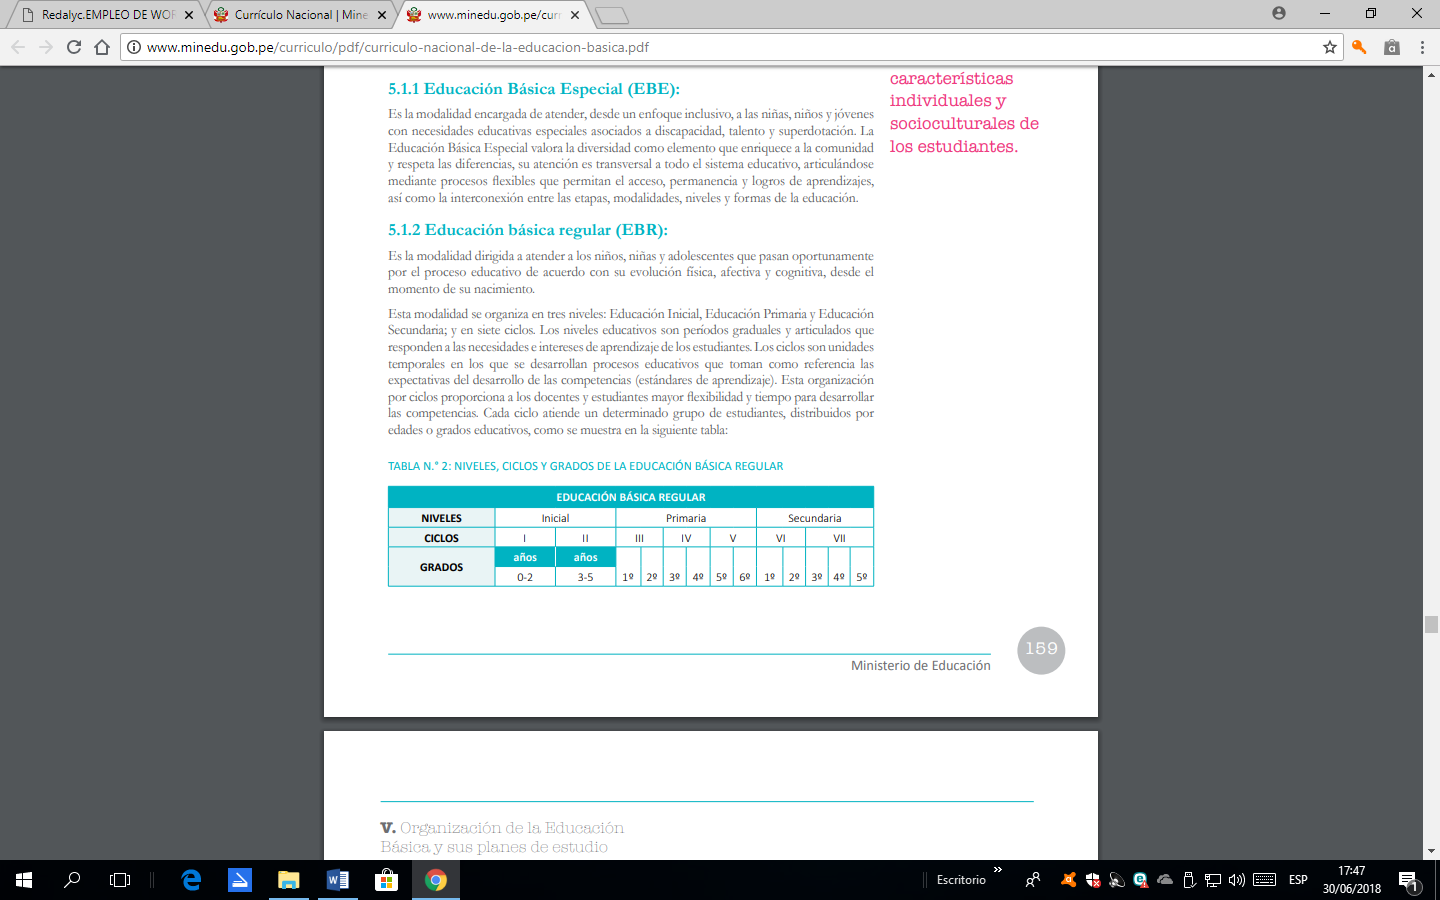 Redalyc.EMPLEO DE WOR
Currículo Nacional | Mine
www.minedu.gob.pe/curr
www.minedu.gob.pe/curriculo/pdf/curriculo-nacional-de-la-educacion-basica.pdf
5.1.1 Educación Básica Especial (EBE):
Es la modalidad encargada de atender, desde un enfoque inclusivo, a las niñas, niños y jóvenes
con necesidades educativas especiales asociados a discapacidad, talento y superdotación. La
Educación Básica Especial valora la diversidad como elemento que enriquece a la comunidad
y respeta las diferencias, su atención es transversal a todo el sistema educativo, articulándose
mediante procesos flexibles que permitan el acceso, permanencia y logros de aprendizajes,
así como la interconexión entre las etapas, modalidades, niveles y formas de la educación.
características
individuales y
socioculturales de
los estudiantes.
5.1.2 Educación básica regular (EBR):
Es la modalidad dirigida a atender a los niños, niñas y adolescentes que pasan oportunamente
por el proceso educativo de acuerdo con su evolución física, afectiva y cognitiva, desde el
momento de su nacimiento.
Esta modalidad se organiza en tres niveles: Educación Inicial, Educación Primaria y Educación
Secundaria; y en siete ciclos. Los niveles educativos son períodos graduales y articulados que
responden a las necesidades e intereses de aprendizaje de los estudiantes. Los ciclos son unidades
temporales en los que se desarrollan procesos educativos que toman como referencia las
expectativas del desarrollo de las competencias (estándares de aprendizaje). Esta organización
por ciclos proporciona a los docentes y estudiantes mayor flexibilidad y tiempo para desarrollar
las competencias. Cada ciclo atiende un determinado grupo de estudiantes, distribuidos por
edades o grados educativos, como se muestra en la siguiente tabla:
TABLA N.° 2: NIVELES, CICLOS Y GRADOS DE LA EDUCACIÓN BÁSICA REGULAR
EDUCACIÓN BÁSICA REGULAR
NIVELES Inicial Primaria Secundaria
CICLOS I II III IV V VI VII
GRADOS años años
0-2 3-5 1º 2º 3º 4º 5º 6º 1º 2º 3º 4º 5º
159
Ministerio de Educación
V. Organización de la Educación
Básica y sus planes de estudio
Escritorio
ESP
17:47
30/06/2018
1